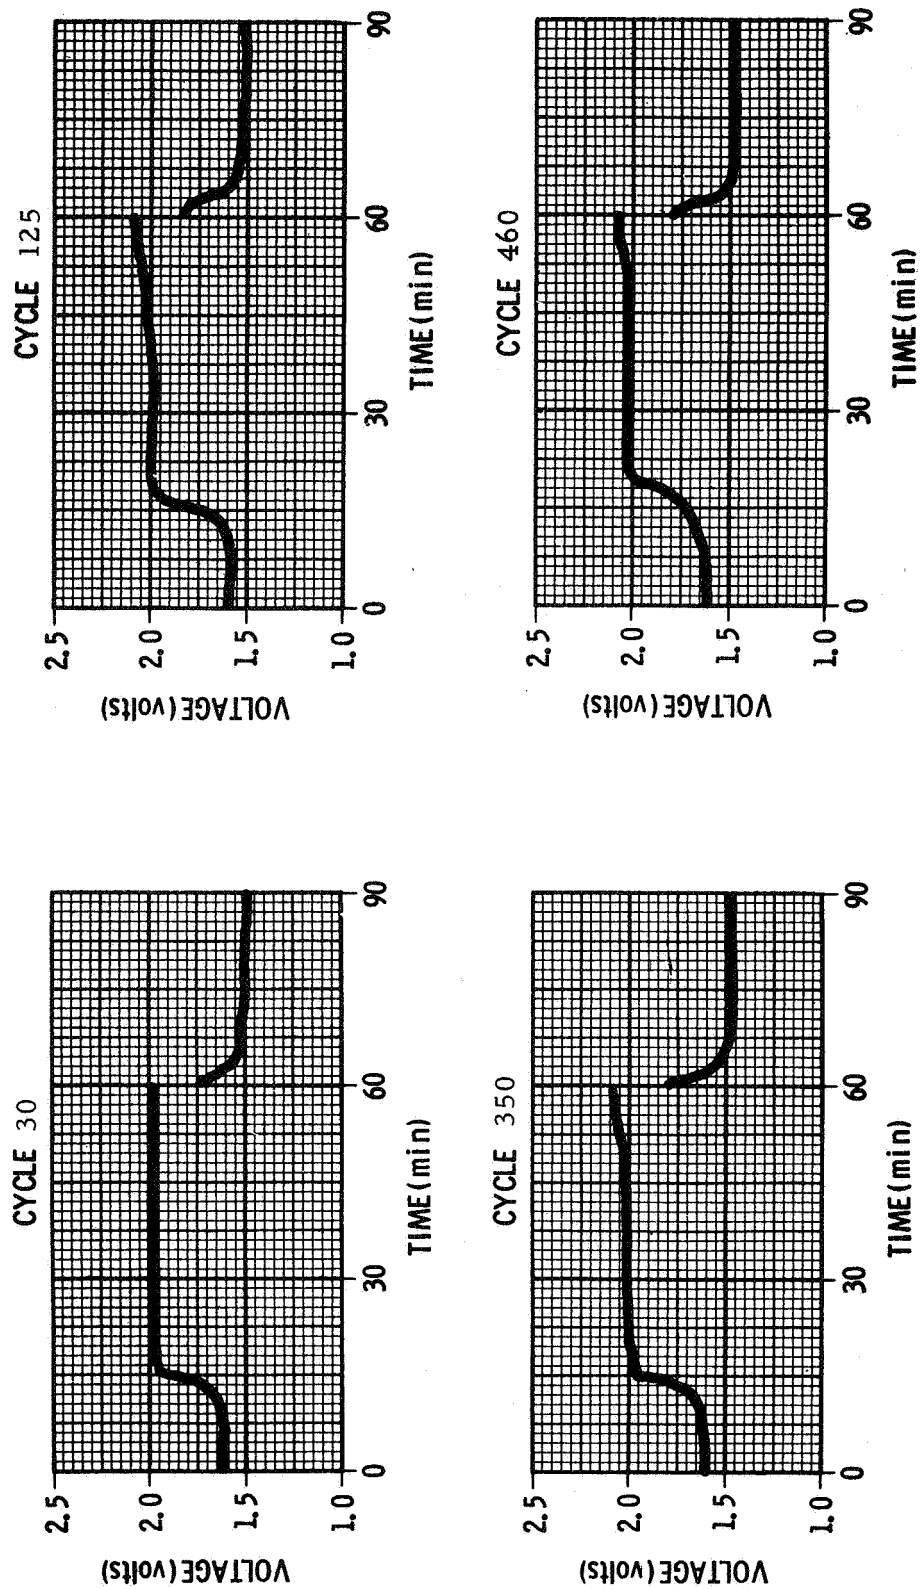 CYCLE 30
2.5
2.0
1.5
1.0
VOLTAGE (volts)
0
30
60
90
TIME (min)
CYCLE 125
2.5
2.0
1.5
1.0
VOLTAGE (volts)
0
30
60
90
TIME (min)
CYCLE 350
2.5
2.0
1.5
1.0
VOLTAGE (volts)
0
30
60
90
TIME (min)
CYCLE 460
2.5
2.0
1.5
1.0
VOLTAGE (volts)
0
30
60
90
TIME (min)